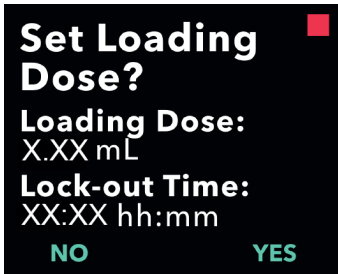 Set Loading
Dose?
Loading Dose:
X.XX mL
Lock-out Time:
XX:XX hh:mm
NO YES